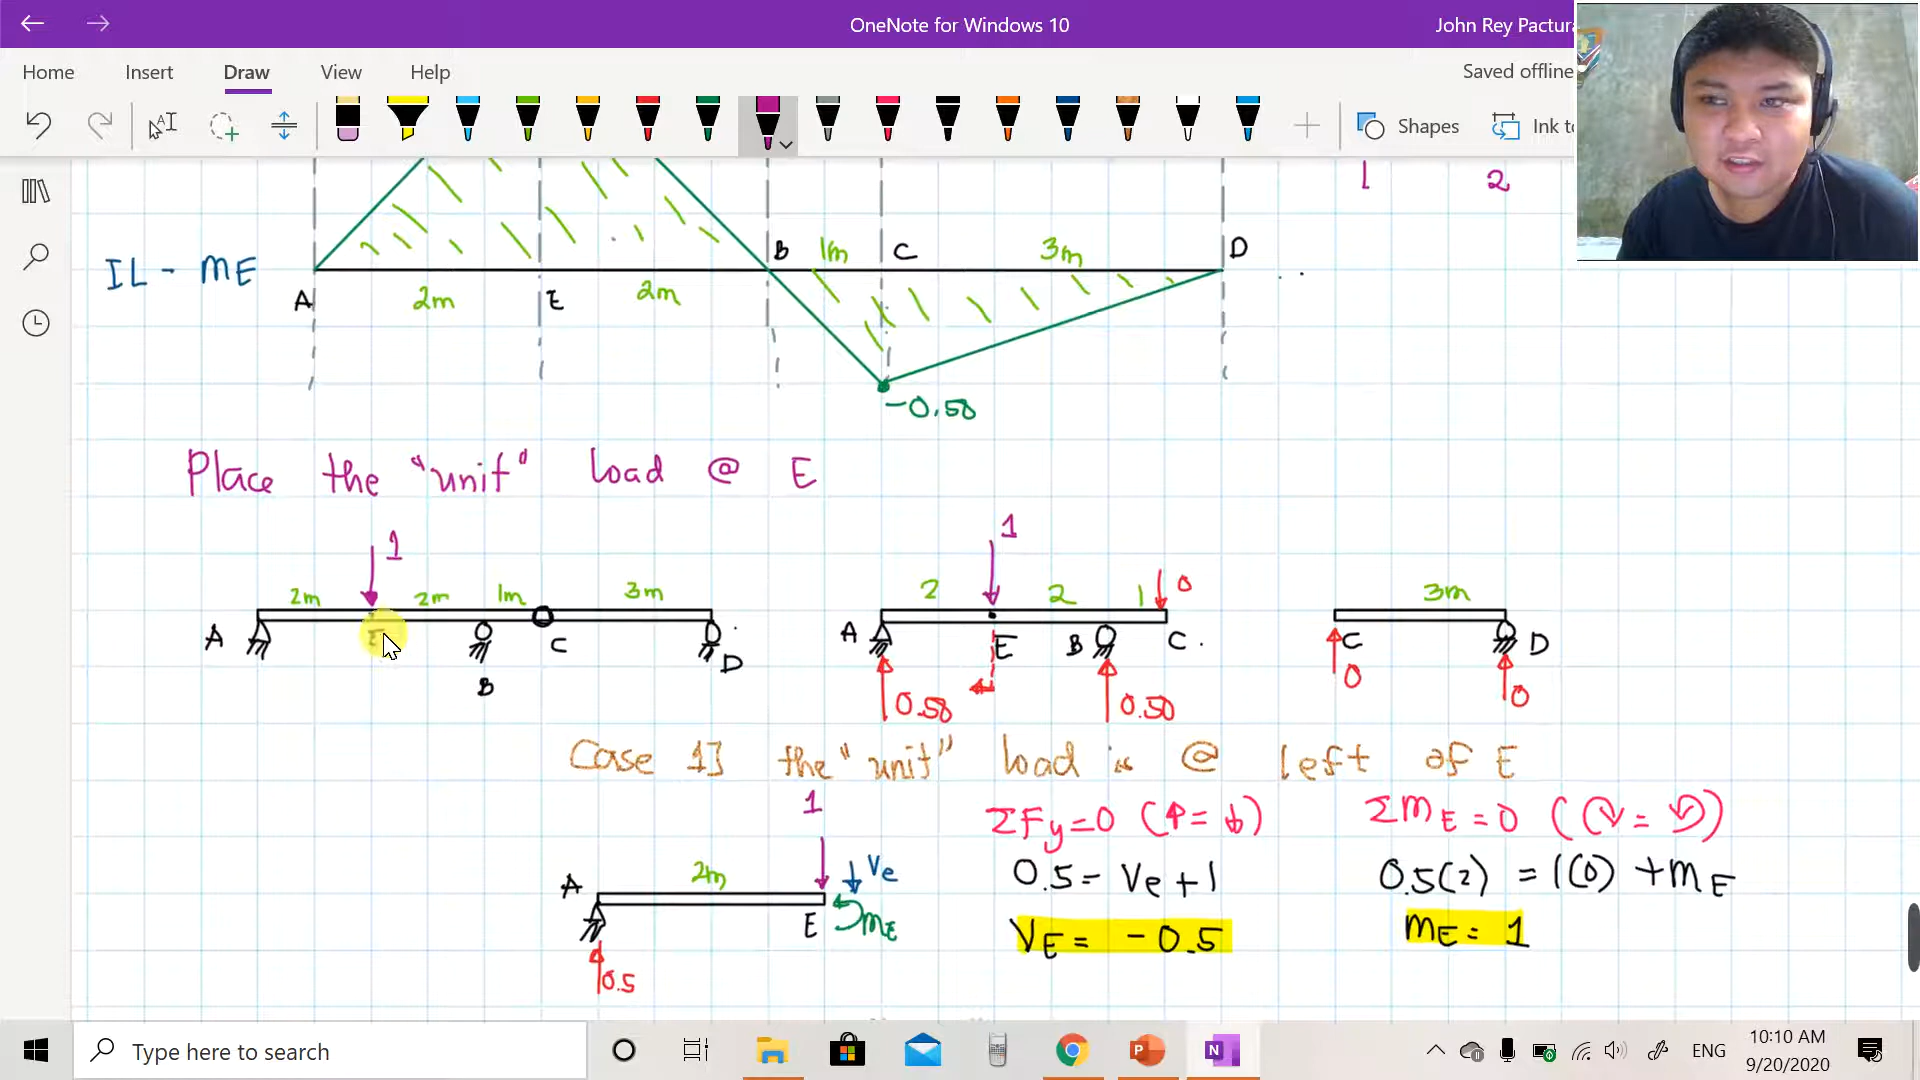 OneNote for Windows 10
John Rey Pactura
Home Insert Draw View Help
Saved offline
Shapes
Ink to
1 2
IL - ME
A 2m E 2m B 1m C 3m D
-0.50
Place the "unit" load @ E
1
2m 2m 1m 3m
A E B C D
1
2 2 1 0
A E B C
0.50 0.50
3m
C D
0 0
Case 1] the "unit" load is @ left of E
1
2m Ve
A E ME
0.5
ΣFy=0 (↑=↓)
0.5= Ve+1
VE= -0.5
ΣME=0 (↻=↺)
0.5(2) = 1(0) +ME
ME= 1
Type here to search
ENG
10:10 AM
9/20/2020